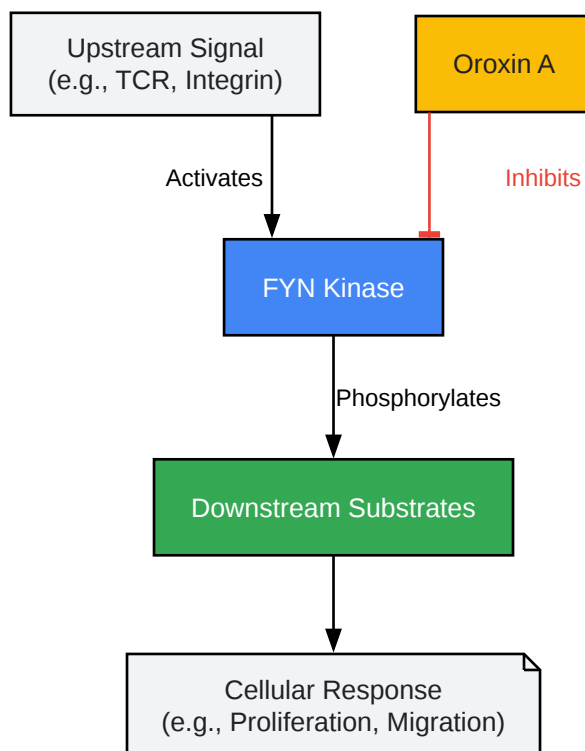 Upstream Signal
(e.g., TCR, Integrin)
Oroxin A
Activates
Inhibits
FYN Kinase
Phosphorylates
Downstream Substrates
Cellular Response
(e.g., Proliferation, Migration)